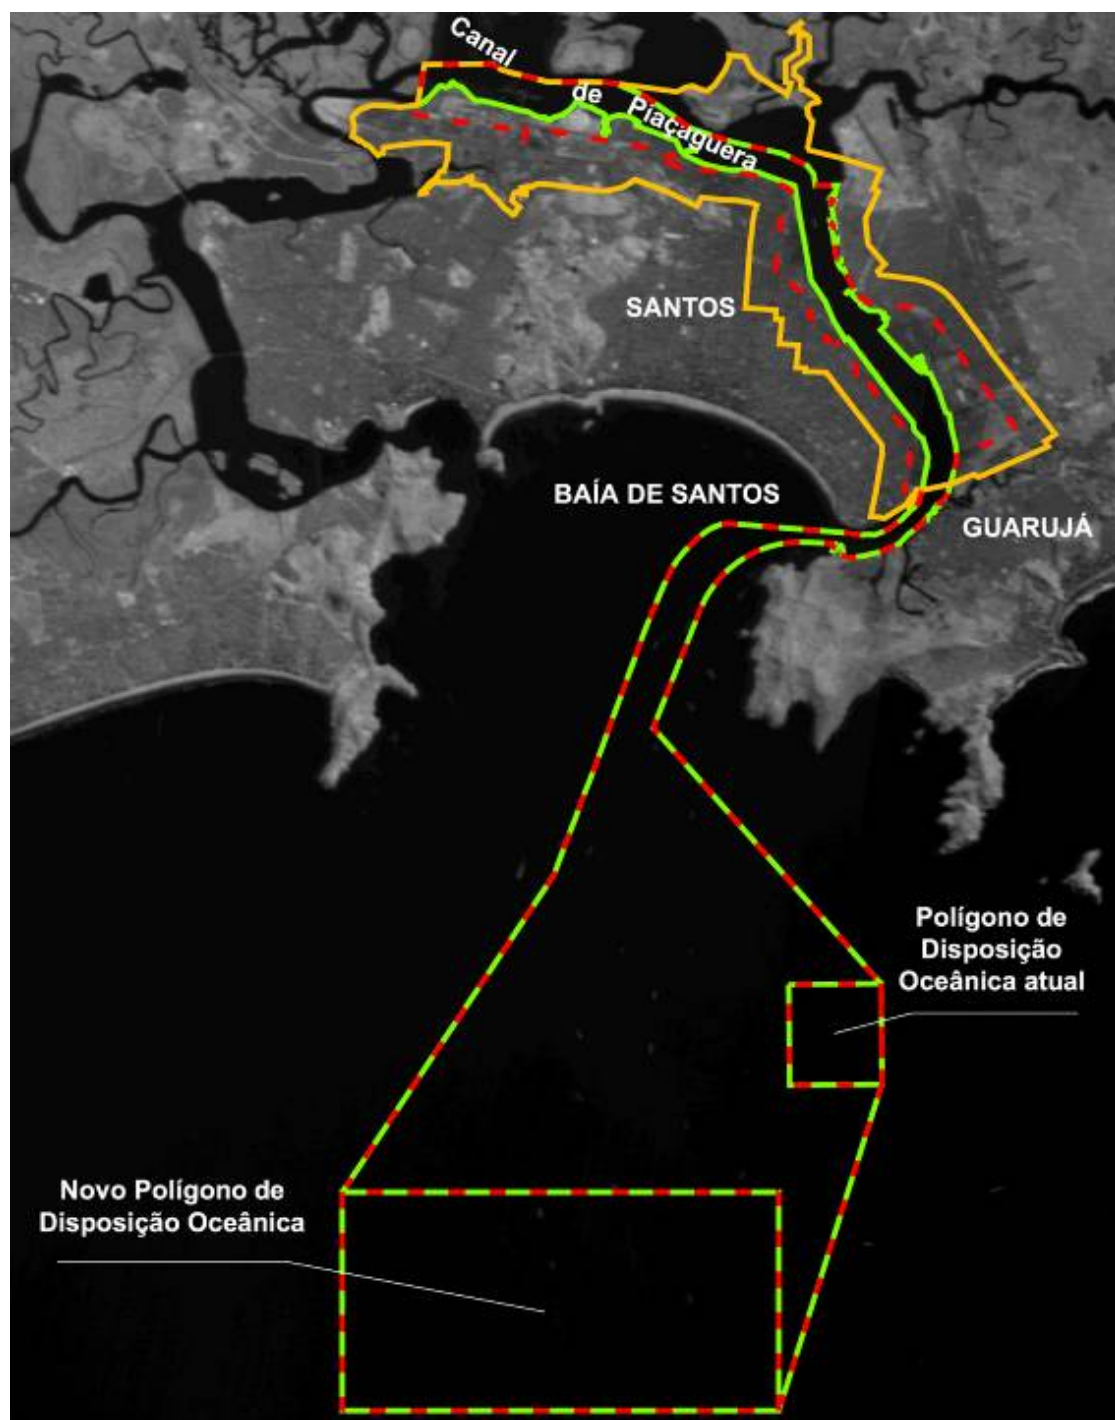 Canal
de Piaçaguera
SANTOS
BAÍA DE SANTOS
GUARUJÁ
Polígono de
Disposição
Oceânica atual
Novo Polígono de
Disposição Oceânica